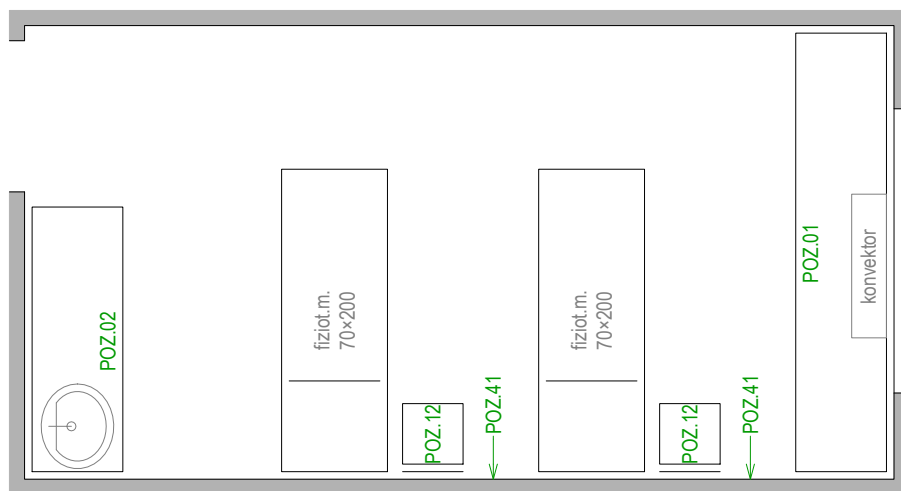 POZ.02
fiziot.m.
70×200
POZ.12
POZ.41
fiziot.m.
70×200
POZ.12
POZ.41
POZ.01
konvektor